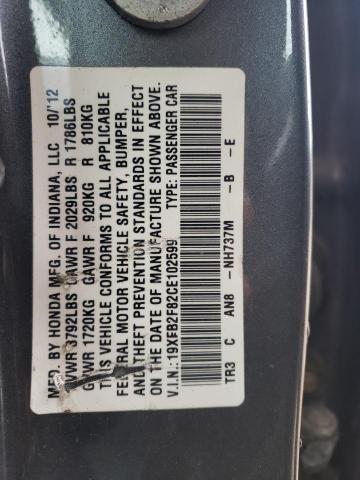 MFD. BY HONDA MFG. OF INDIANA, LLC 10/'12
GVWR 3792LBS GAWR F 2029LBS R 1786LBS
GVWR 1720KG GAWR F 920KG R 810KG
THIS VEHICLE CONFORMS TO ALL APPLICABLE
FEDERAL MOTOR VEHICLE SAFETY, BUMPER,
AND THEFT PREVENTION STANDARDS IN EFFECT
ON THE DATE OF MANUFACTURE SHOWN ABOVE.
V.I.N.:19XFB2F82CE102599 TYPE: PASSENGER CAR
TR3 C AN8 -NH737M -B -E